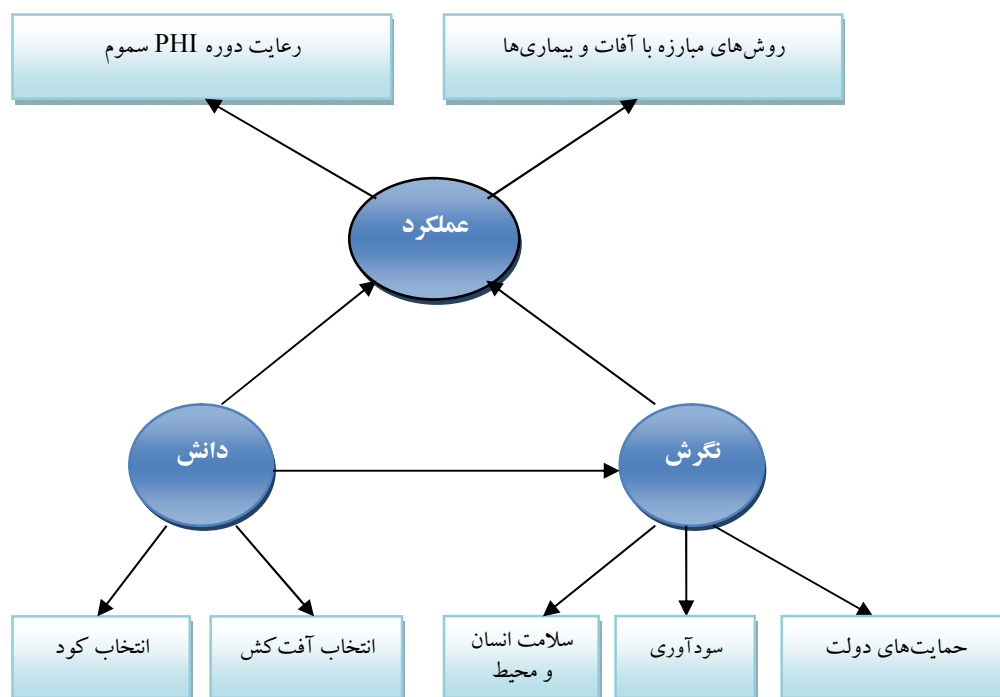 روش‌های مبارزه با آفات و بیماری‌ها
رعایت دوره PHI سموم
عملکرد
نگرش
دانش
حمایت‌های دولت
سودآوری
سلامت انسان
و محیط
انتخاب آفت‌کش
انتخاب کود